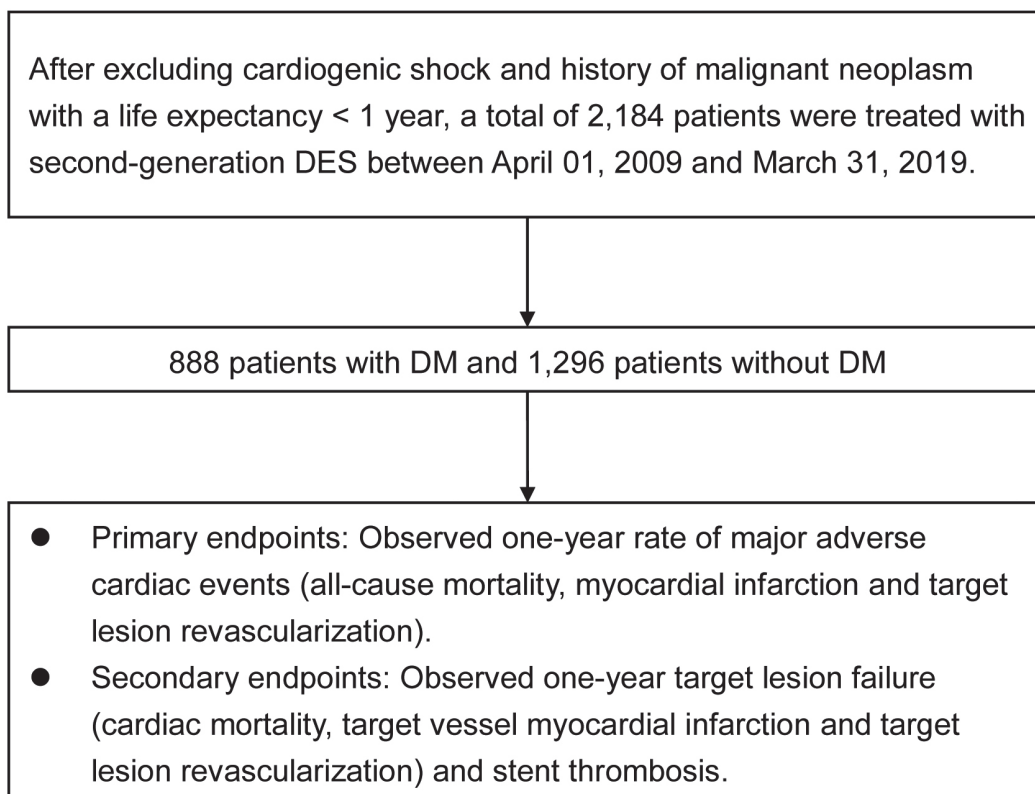 After excluding cardiogenic shock and history of malignant neoplasm
with a life expectancy < 1 year, a total of 2,184 patients were treated with
second-generation DES between April 01, 2009 and March 31, 2019.
888 patients with DM and 1,296 patients without DM
● Primary endpoints: Observed one-year rate of major adverse
cardiac events (all-cause mortality, myocardial infarction and target
lesion revascularization).
● Secondary endpoints: Observed one-year target lesion failure
(cardiac mortality, target vessel myocardial infarction and target
lesion revascularization) and stent thrombosis.